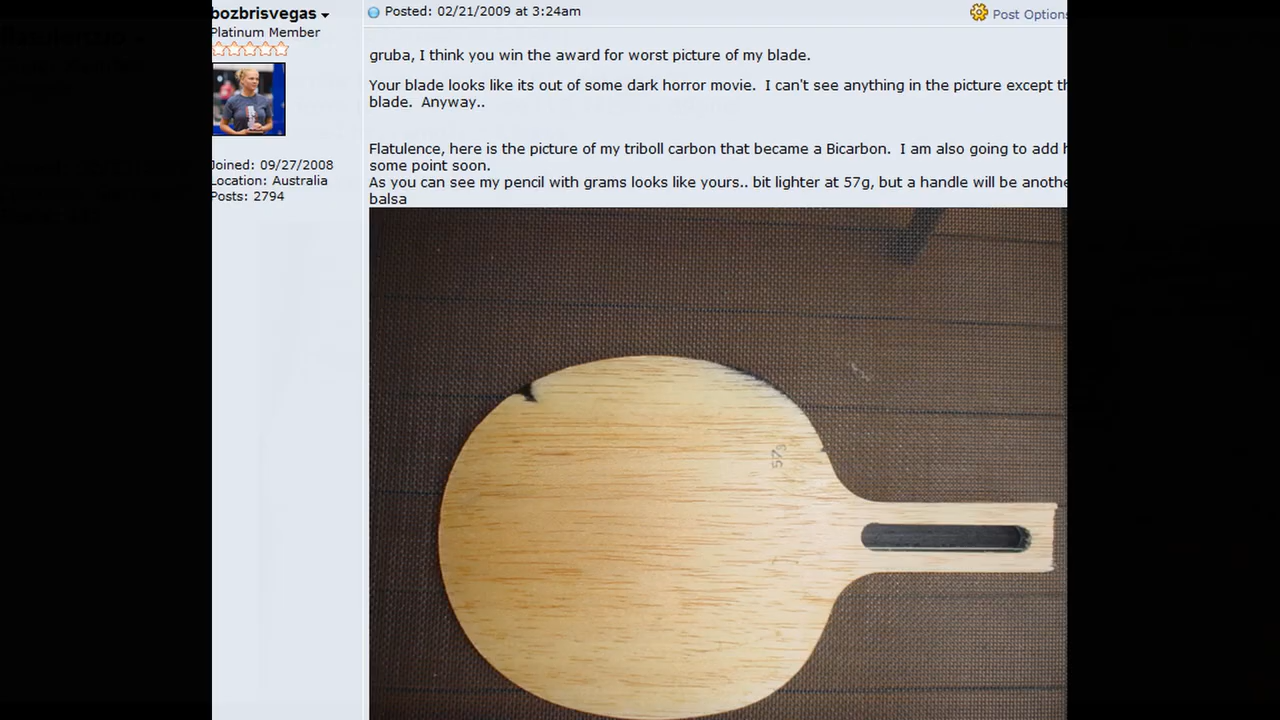 bozbrisvegas
Posted: 02/21/2009 at 3:24am
Post Options
Platinum Member
gruba, I think you win the award for worst picture of my blade.
Your blade looks like its out of some dark horror movie.  I can't see anything in the picture except th
blade.  Anyway..
Flatulence, here is the picture of my triboll carbon that became a Bicarbon.  I am also going to add h
some point soon.
As you can see my pencil with grams looks like yours.. bit lighter at 57g, but a handle will be anothe
balsa
Joined: 09/27/2008
Location: Australia
Posts: 2794
57g